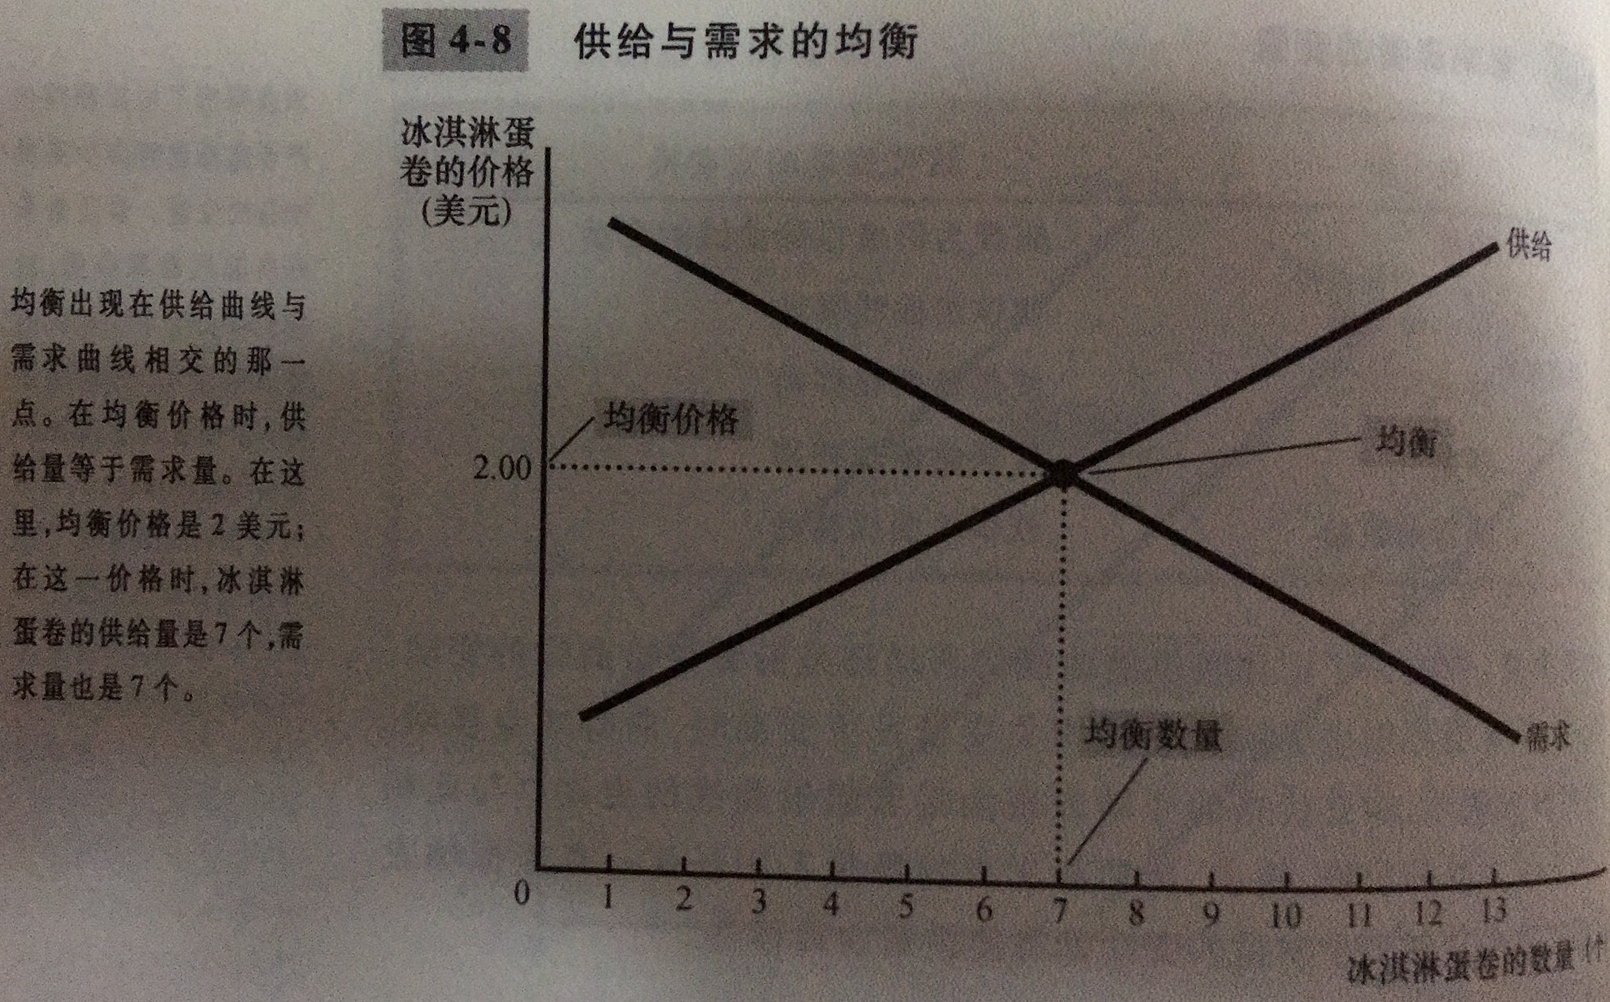 图 4-8 供给与需求的均衡
冰淇淋蛋
卷的价格
(美元)
均衡出现在供给曲线与
需求曲线相交的那一
点。在均衡价格时,供
给量等于需求量。在这
里,均衡价格是2美元;
在这一价格时,冰淇淋
蛋卷的供给量是7个,需
求量也是7个。
供给
均衡价格
均衡
2.00
均衡数量
需求
0 1 2 3 4 5 6 7 8 9 10 11 12 13
冰淇淋蛋卷的数量(个